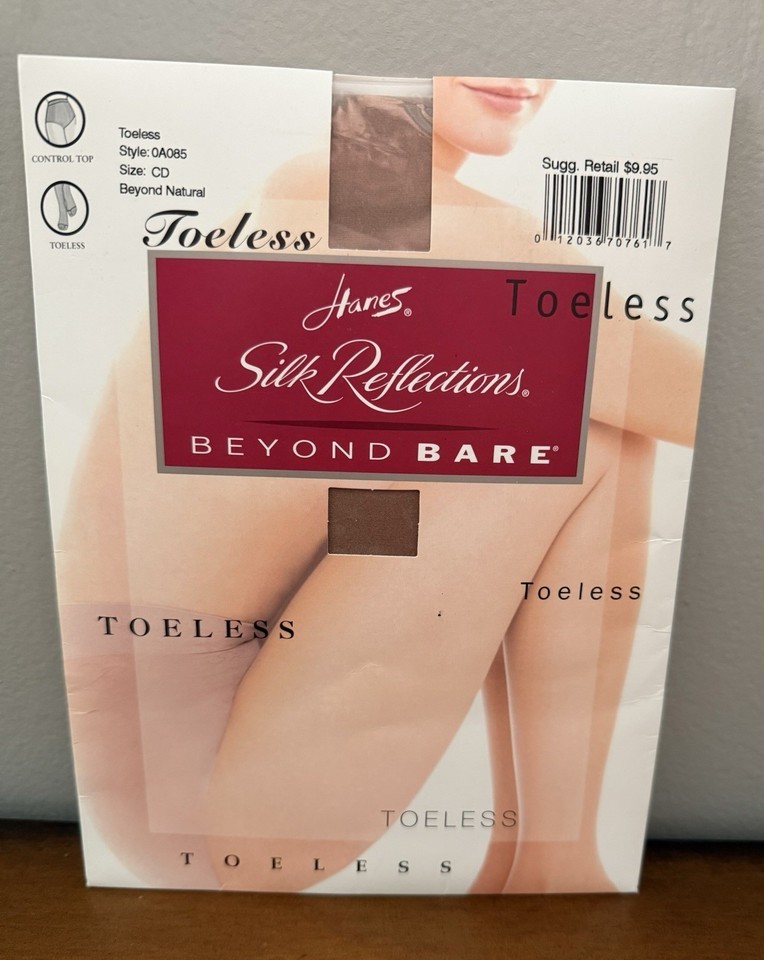 CONTROL TOP
TOELESS
Toeless
Style: 0A085
Size: CD
Beyond Natural
Sugg. Retail $9.95
0 12036 70761 7
Toeless
Hanes®
Toeless
Silk Reflections®
BEYOND BARE®
Toeless
TOELESS
TOELESS
TOELESS